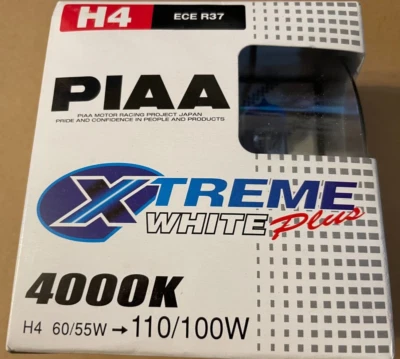 H4 ECE R37
PIAA
PIAA MOTOR RACING PROJECT JAPAN
PRIDE AND CONFIDENCE IN PEOPLE AND PRODUCTS
XTREME
WHITE Plus
4000K
H4 60/55W → 110/100W